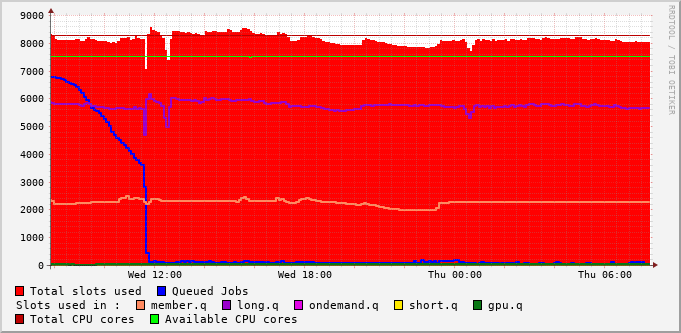 9000
8000
7000
6000
5000
4000
3000
2000
1000
0
Wed 12:00 Wed 18:00 Thu 00:00 Thu 06:00
Total slots used Queued Jobs
Slots used in : member.q long.q ondemand.q short.q gpu.q
Total CPU cores Available CPU cores
RRDTOOL / TOBI OETIKER